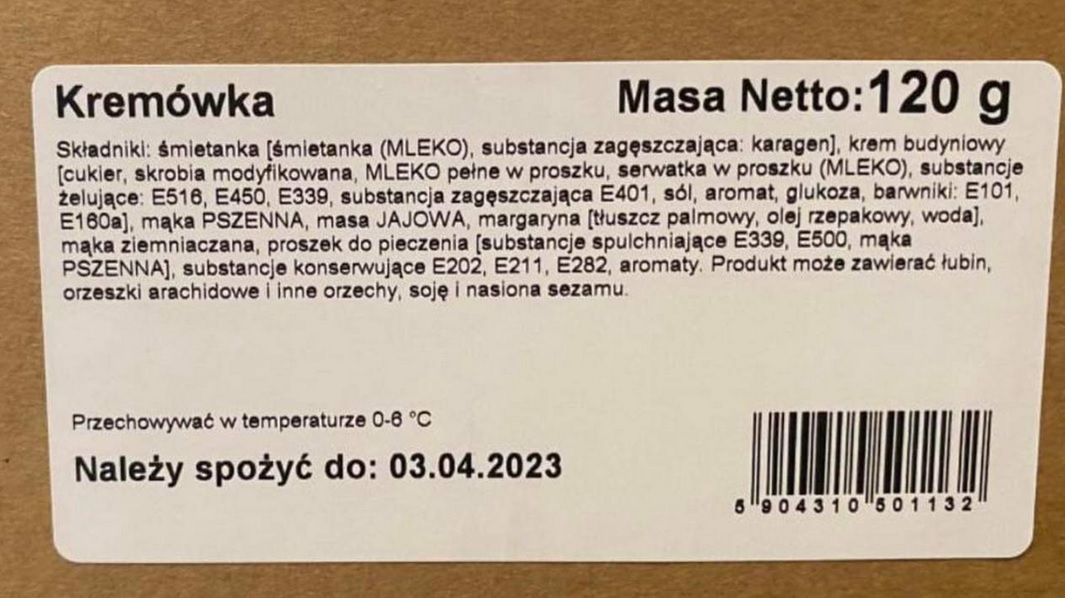 Kremówka
Masa Netto:120 g
Składniki: śmietanka [śmietanka (MLEKO), substancja zagęszczająca: karagen], krem budyniowy
[cukier, skrobia modyfikowana, MLEKO pełne w proszku, serwatka w proszku (MLEKO), substancje
żelujące: E516, E450, E339, substancja zagęszczająca E401, sól, aromat, glukoza, barwniki: E101,
E160a], mąka PSZENNA, masa JAJOWA, margaryna [tłuszcz palmowy, olej rzepakowy, woda],
mąka ziemniaczana, proszek do pieczenia [substancje spulchniające E339, E500, mąka
PSZENNA], substancje konserwujące E202, E211, E282, aromaty. Produkt może zawierać łubin,
orzeszki arachidowe i inne orzechy, soję i nasiona sezamu.
Przechowywać w temperaturze 0-6 °C
Należy spożyć do: 03.04.2023
5 904310 501132